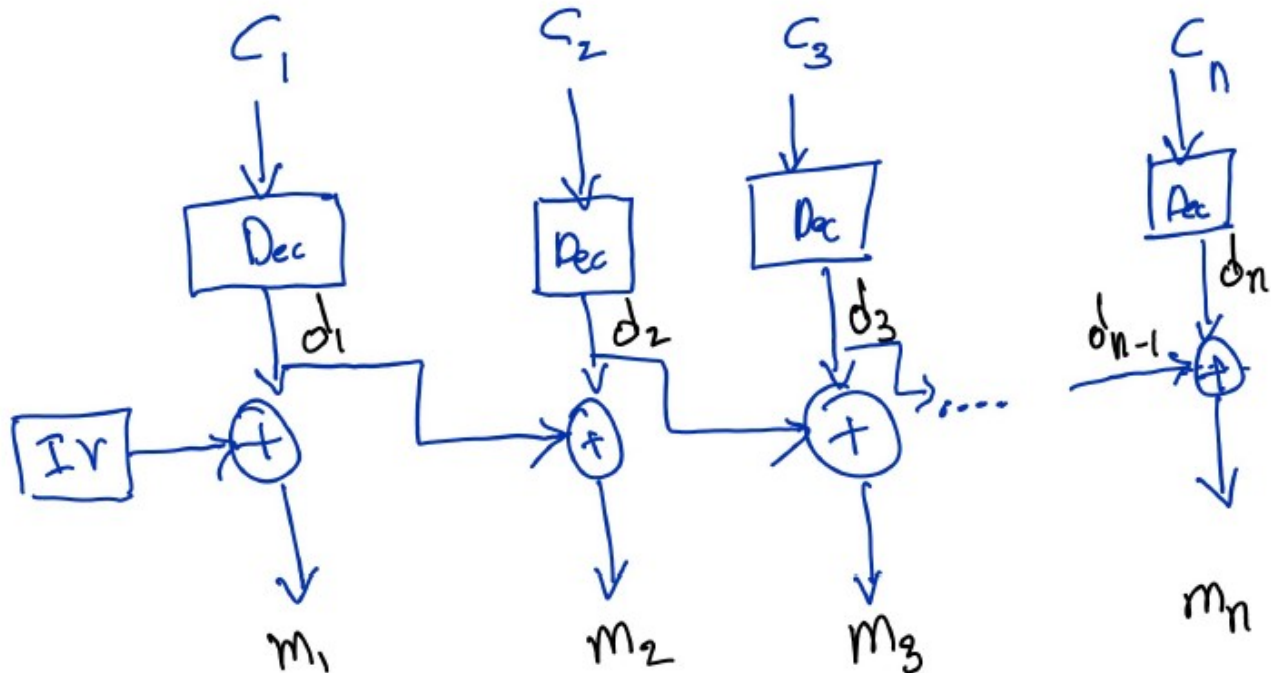 C1 C2 C3 Cn
Dec Dec Dec Dec
d1 d2 d3 dn
dn-1
IV + + + .... +
m1 m2 m3 mn